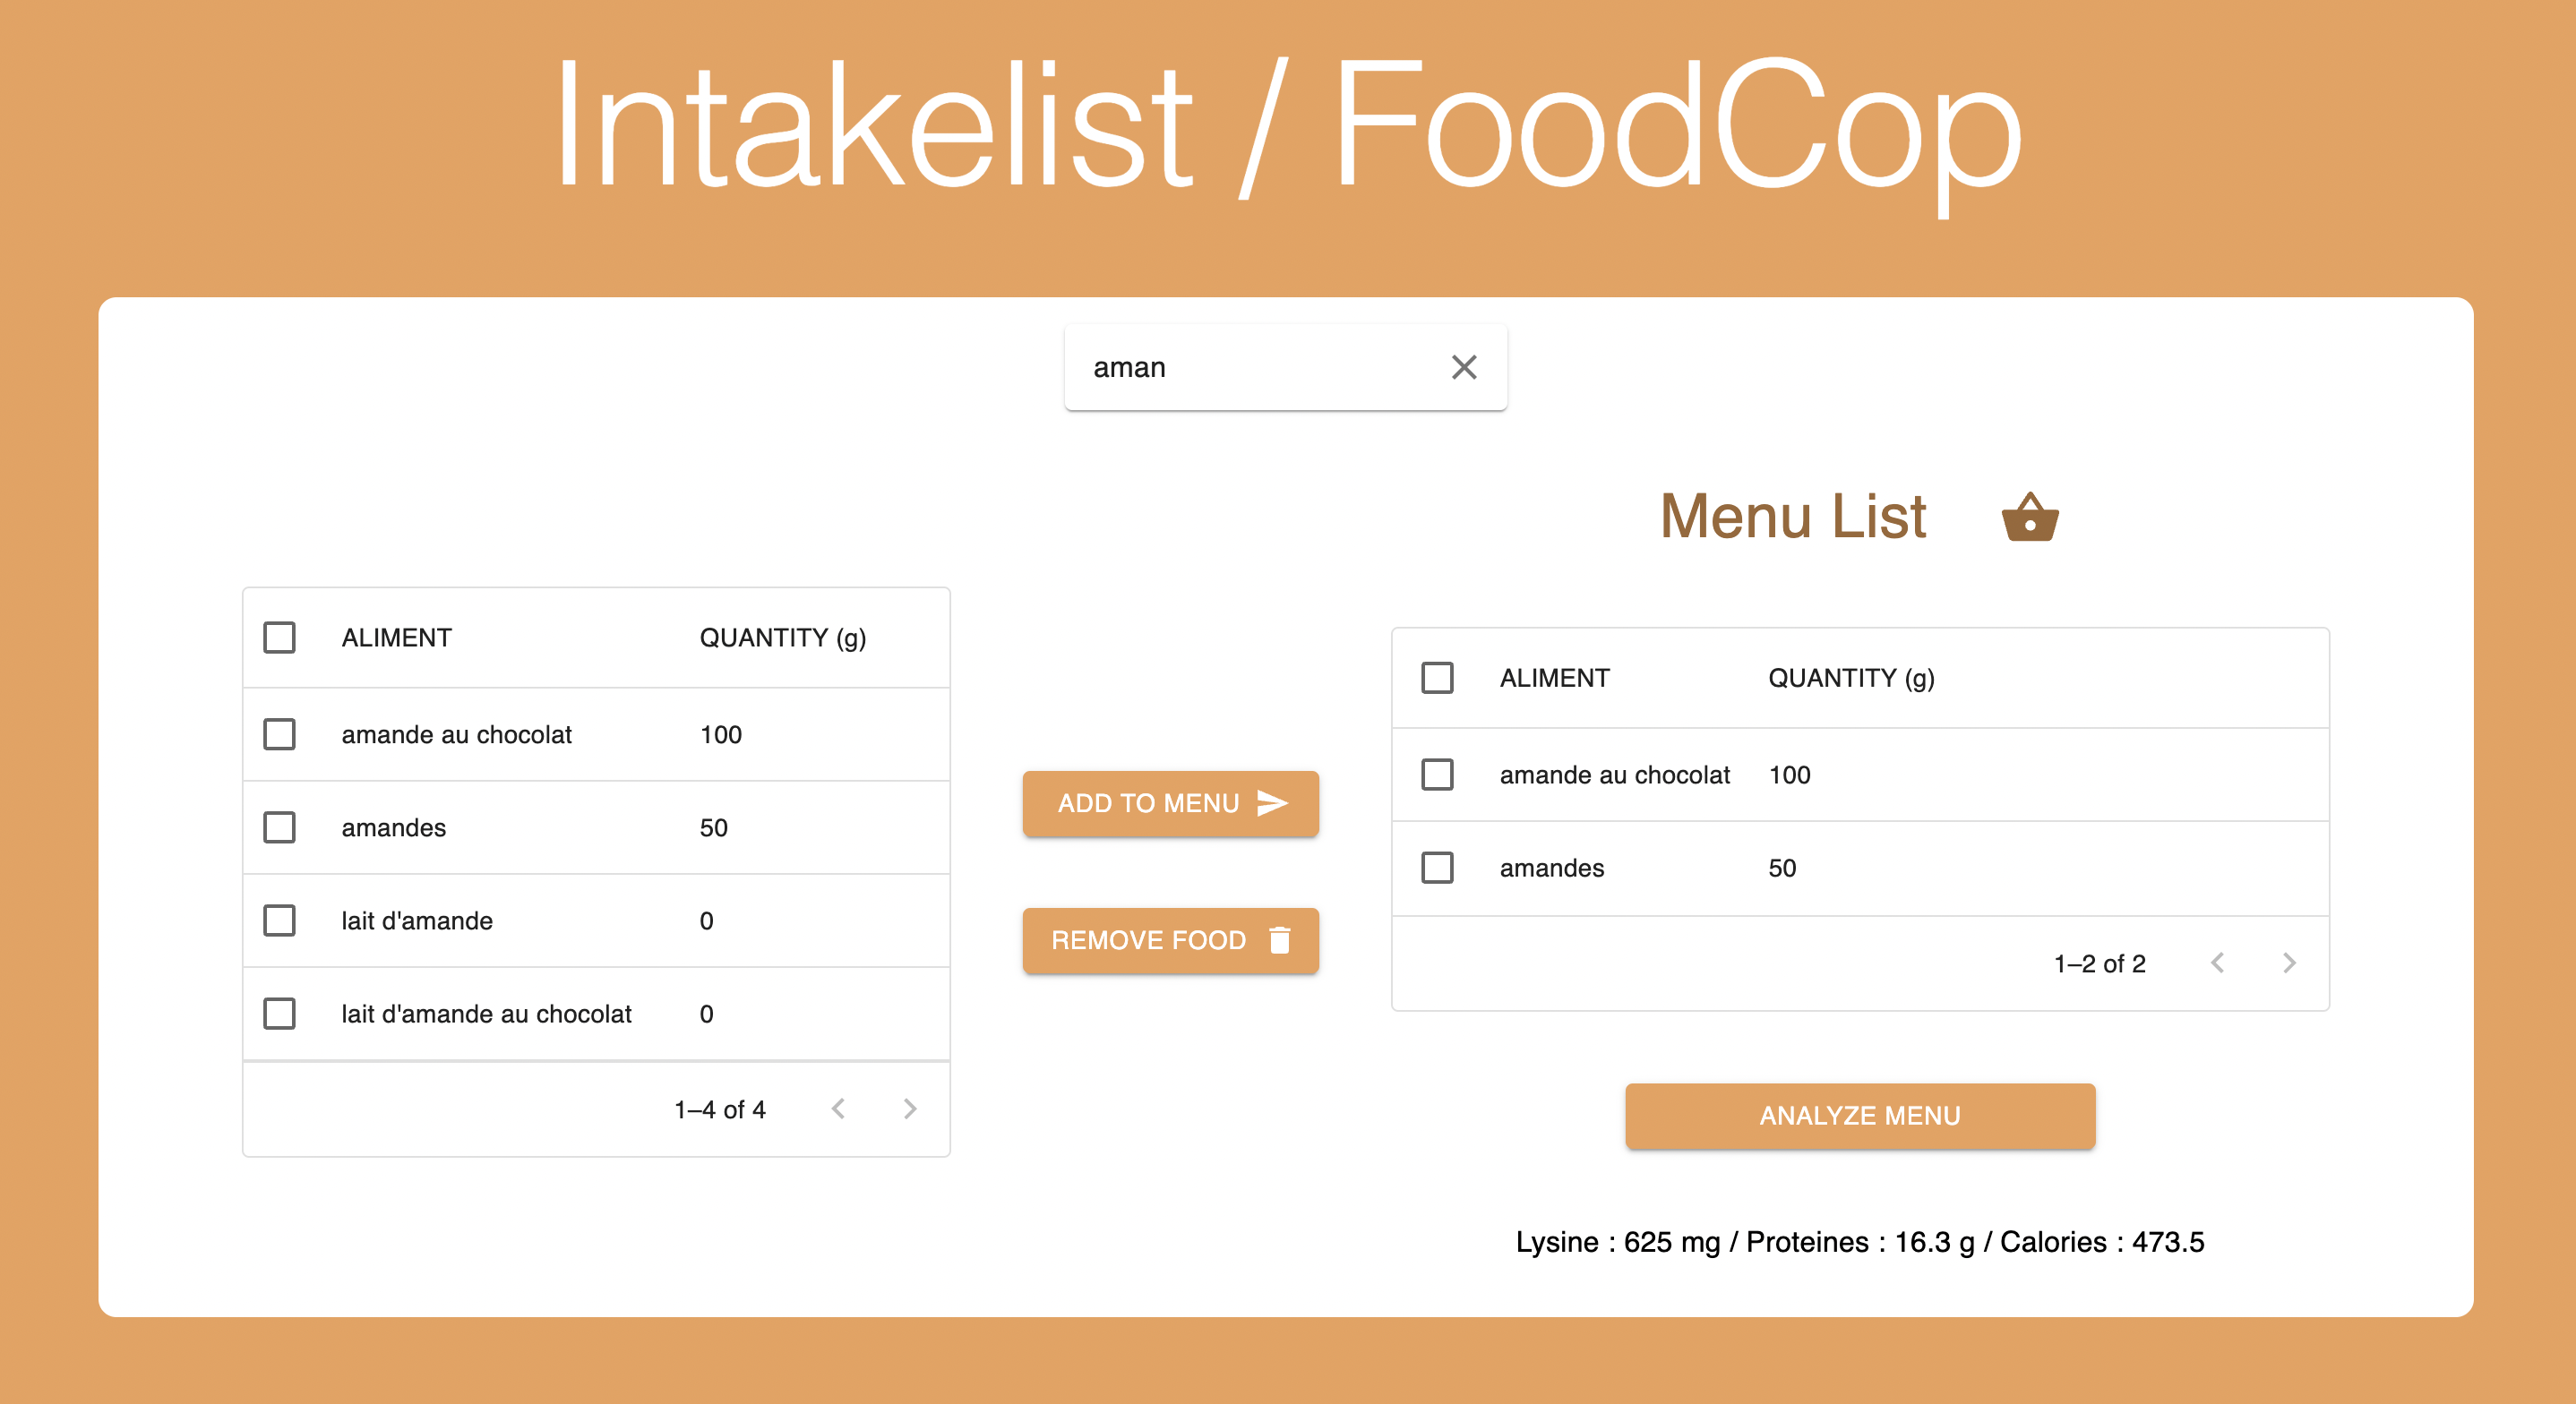 Intakelist / FoodCop
aman
Menu List
ALIMENT QUANTITY (g)
amande au chocolat 100
amandes 50
lait d'amande 0
lait d'amande au chocolat 0
1–4 of 4
ADD TO MENU
REMOVE FOOD
ALIMENT QUANTITY (g)
amande au chocolat 100
amandes 50
1–2 of 2
ANALYZE MENU
Lysine : 625 mg / Proteines : 16.3 g / Calories : 473.5